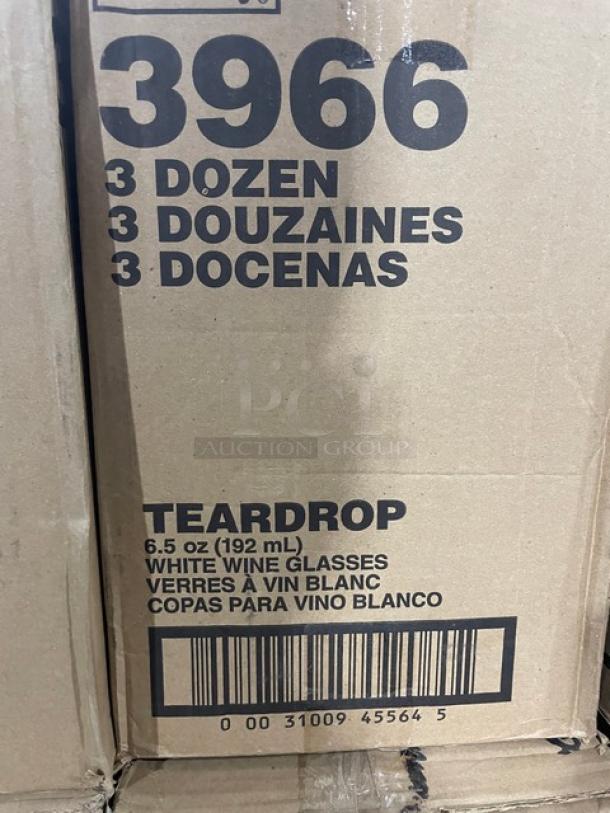 3966
3 DOZEN
3 DOUZAINES
3 DOCENAS
PCI
AUCTION GROUP
TEARDROP
6.5 oz (192 mL)
WHITE WINE GLASSES
VERRES À VIN BLANC
COPAS PARA VINO BLANCO
0 00 31009 45564 5